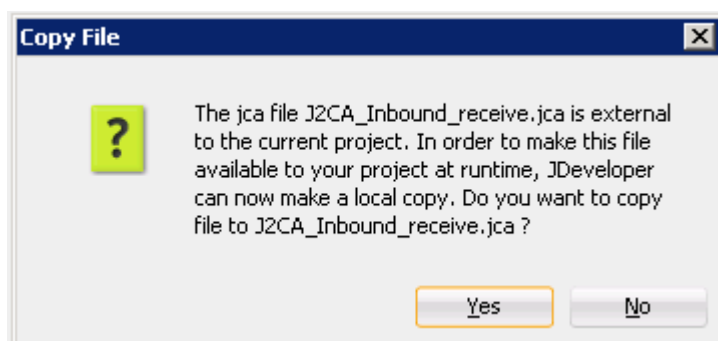 Copy File
The jca file J2CA_Inbound_receive.jca is external
to the current project. In order to make this file
available to your project at runtime, JDeveloper
can now make a local copy. Do you want to copy
file to J2CA_Inbound_receive.jca ?
?
Yes
No